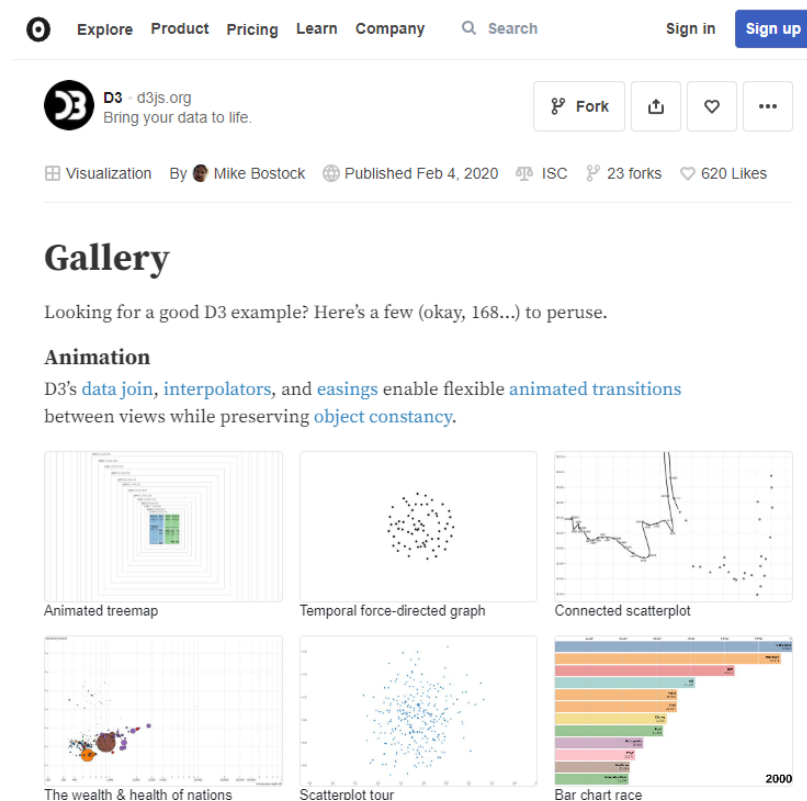 Explore Product Pricing Learn Company Search Sign in Sign up
D3 · d3js.org
Bring your data to life.
Fork
Visualization By Mike Bostock Published Feb 4, 2020 ISC 23 forks 620 Likes
Gallery
Looking for a good D3 example? Here’s a few (okay, 168…) to peruse.
Animation
D3’s data join, interpolators, and easings enable flexible animated transitions
between views while preserving object constancy.
Animated treemap Temporal force-directed graph Connected scatterplot
2000
The wealth & health of nations Scatterplot tour Bar chart race